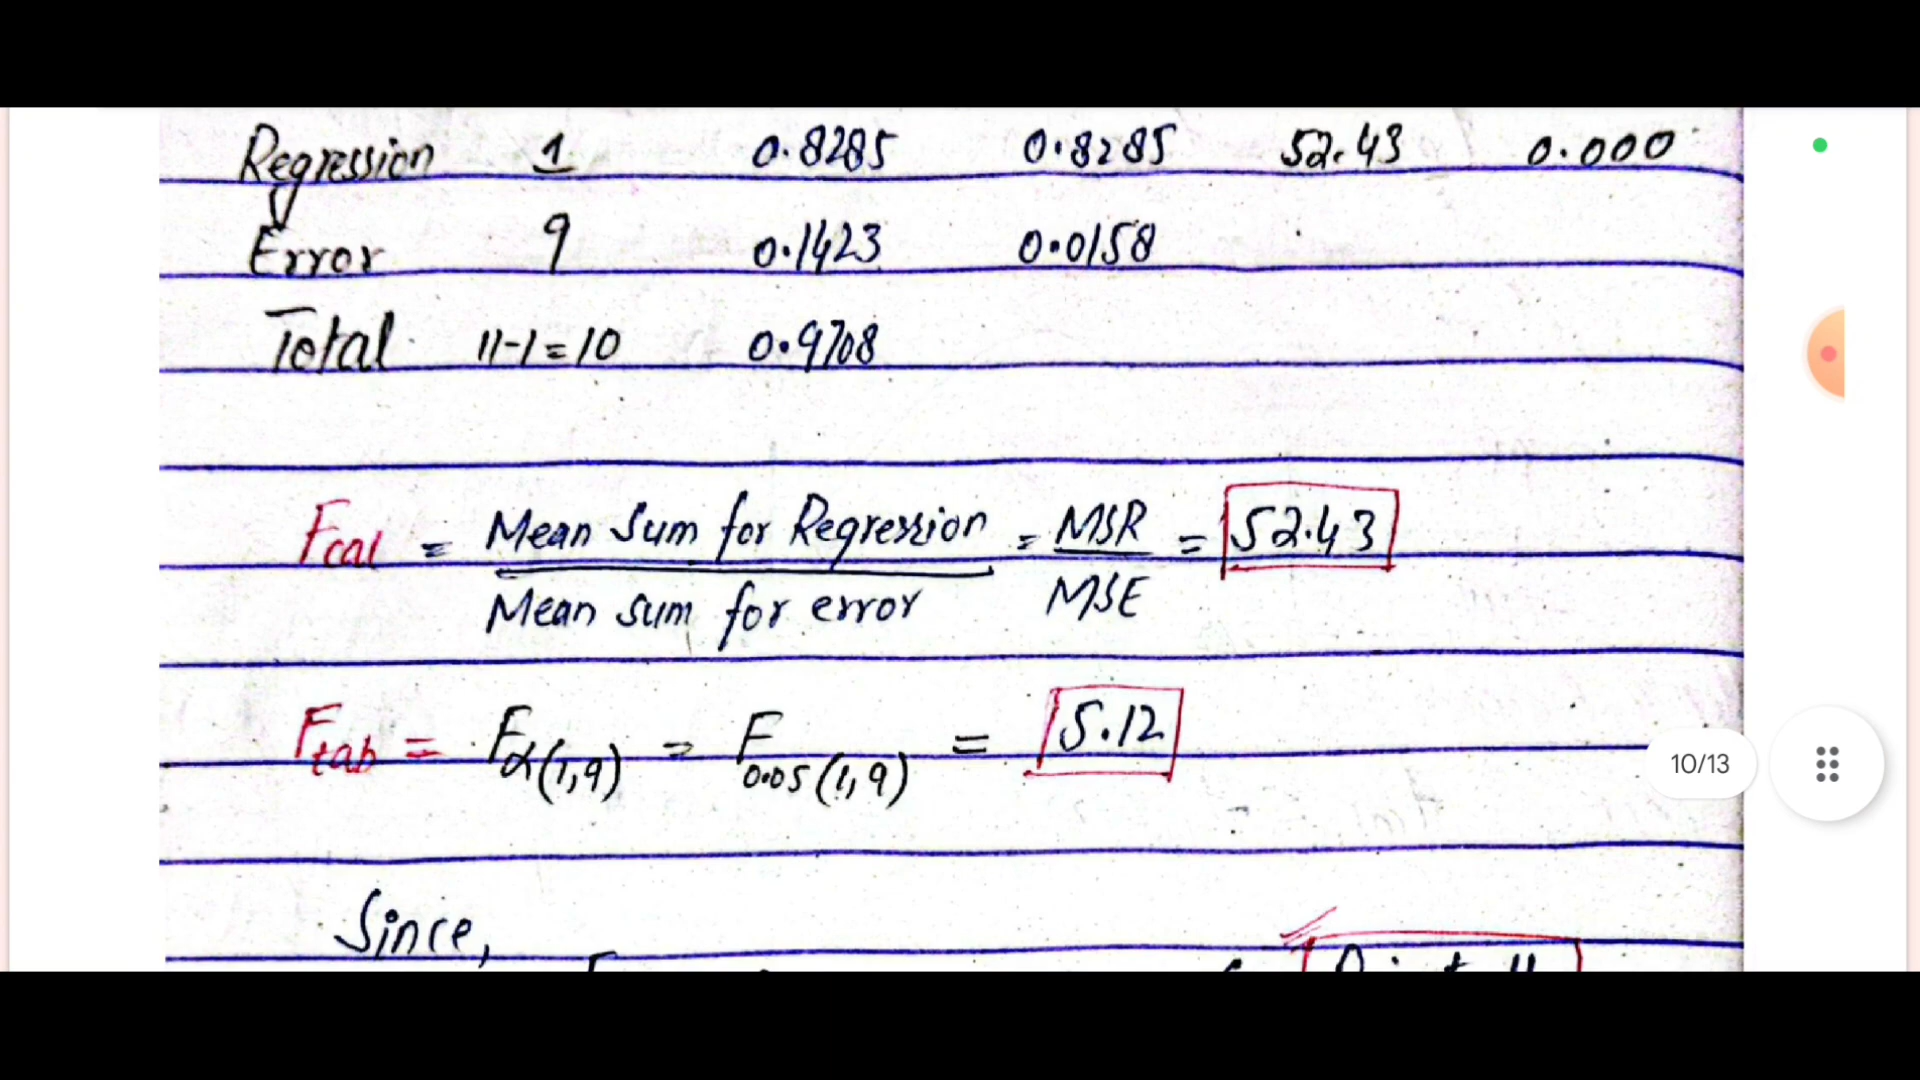 Regression 1 0.8285 0.8285 52.43 0.000
Error 9 0.1423 0.0158
Total 11-1=10 0.9708
Fcal = Mean Sum for Regression = MSR = 52.43
Mean sum for error MSE
Ftab = Fα(1,9) = F0.05(1,9) = 5.12
10/13
Since,